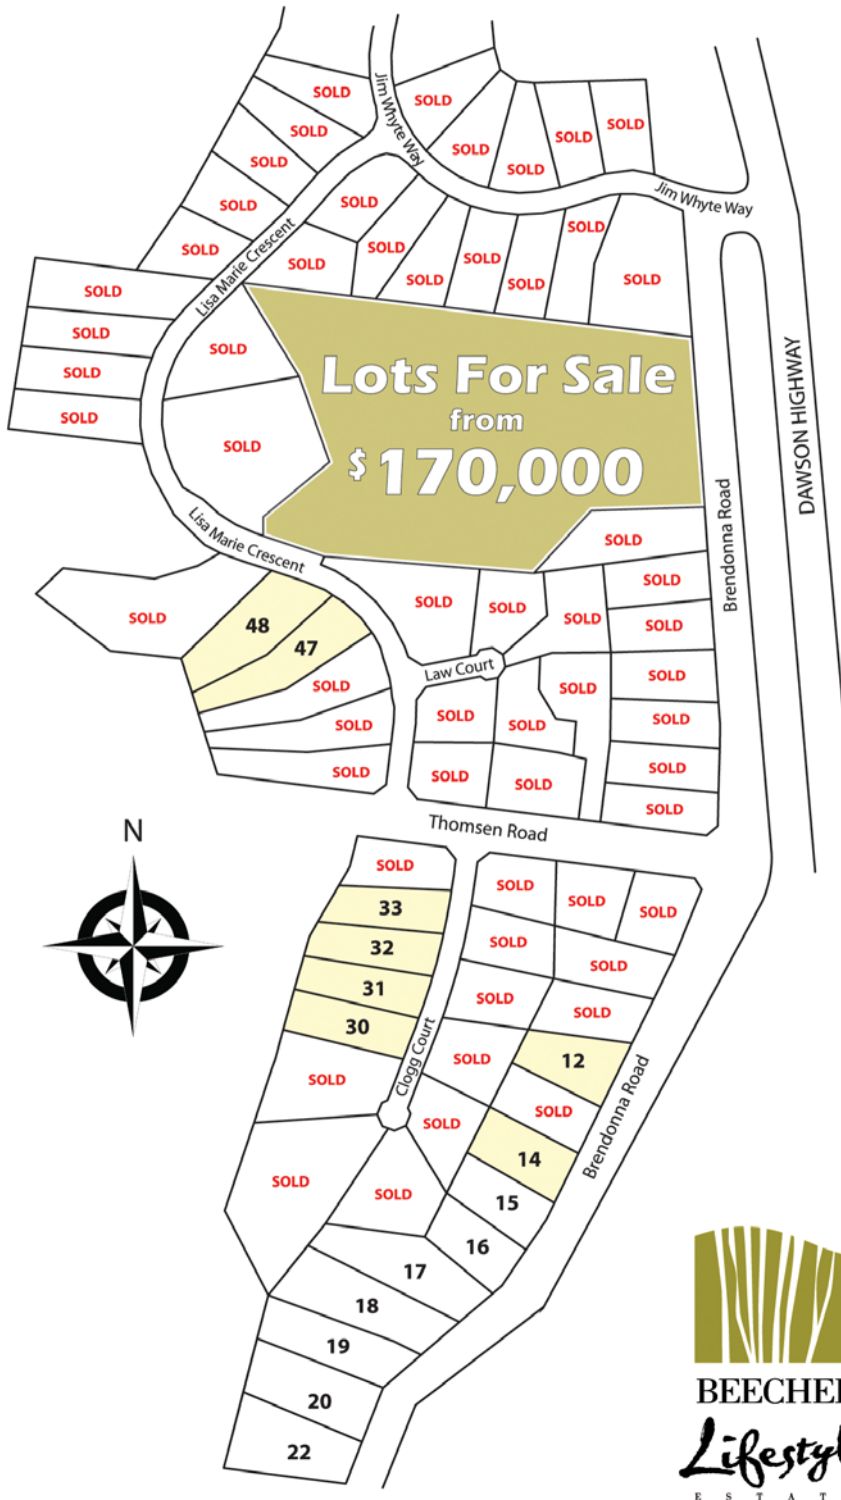 SOLD
SOLD
SOLD
SOLD
SOLD
SOLD
SOLD
SOLD
SOLD
SOLD
Jim Whyte Way
SOLD
SOLD
SOLD
SOLD
SOLD
Jim Whyte Way
SOLD
SOLD
SOLD
SOLD
SOLD
SOLD
SOLD
SOLD
Lisa Marie Crescent
SOLD
SOLD
Lots For Sale
from
$170,000
DAWSON HIGHWAY
Brendonna Road
Lisa Marie Crescent
SOLD
SOLD
48
47
SOLD
SOLD
SOLD
SOLD
SOLD
SOLD
SOLD
SOLD
Law Court
SOLD
SOLD
SOLD
SOLD
SOLD
SOLD
SOLD
SOLD
SOLD
SOLD
Thomsen Road
N
SOLD
33
32
31
30
SOLD
SOLD
Clogg Court
SOLD
SOLD
SOLD
SOLD
SOLD
SOLD
SOLD
SOLD
12
SOLD
SOLD
SOLD
14
SOLD
Brendonna Road
15
16
17
18
19
20
22
BEECHE
Lifestyl
E S T A T